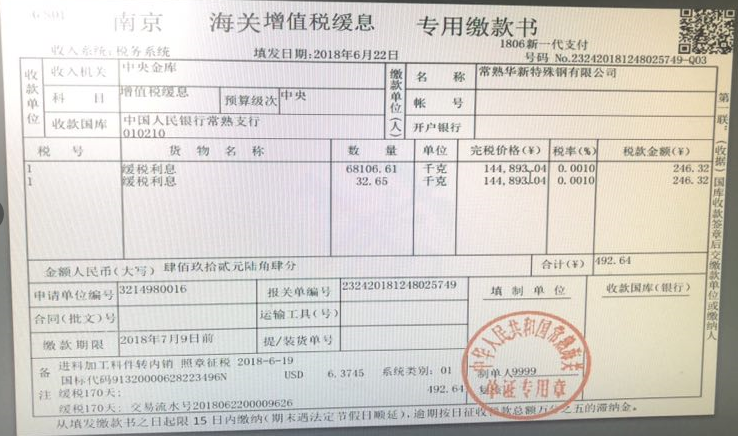 南京 海关 增值税缓息 专用缴款书
收入系统:税务系统
填发日期:2018年6月22日
1806新一代支付
号码 No.232420181248025749-Q03
收款单位
收入机关 中央金库
科 目 增值税缓息 预算级次 中央
收款国库 中国人民银行常熟支行 010210
缴款单位(人)
名 称 常熟华新特殊钢有限公司
帐 号
开户银行
税 号 货 物 名 称 数 量 单位 完税价格(¥) 税率(%) 税款金额(¥)
1 缓税利息 68106.61 千克 144,893.04 0.0010 246.32
1 缓税利息 32.65 千克 144,893.04 0.0010 246.32
金额人民币(大写) 肆佰玖拾贰元陆角肆分 合计(¥) 492.64
申请单位编号 3214980016 报关单编号 232420181248025749 填 制 单 位 收款国库(银行)
合同(批文)号 运输工具(号)
缴款期限 2018年7月9日前 提/装货单号
制单人9999
备注
进料加工料件转内销 照章征税 2018-6-19
国标代码91320000628223496N USD 6.3745 系统类别: 01
缓税170天: 492.64
缓税170天: 交易流水号2018062200009626
从填发缴款书之日起限15日内缴纳(期末遇法定节假日顺延),逾期按日征收税款总额万分之五的滞纳金。
第一联:(收据)国库收款签章后交缴款单位或缴纳人
中华人民共和国常熟海关